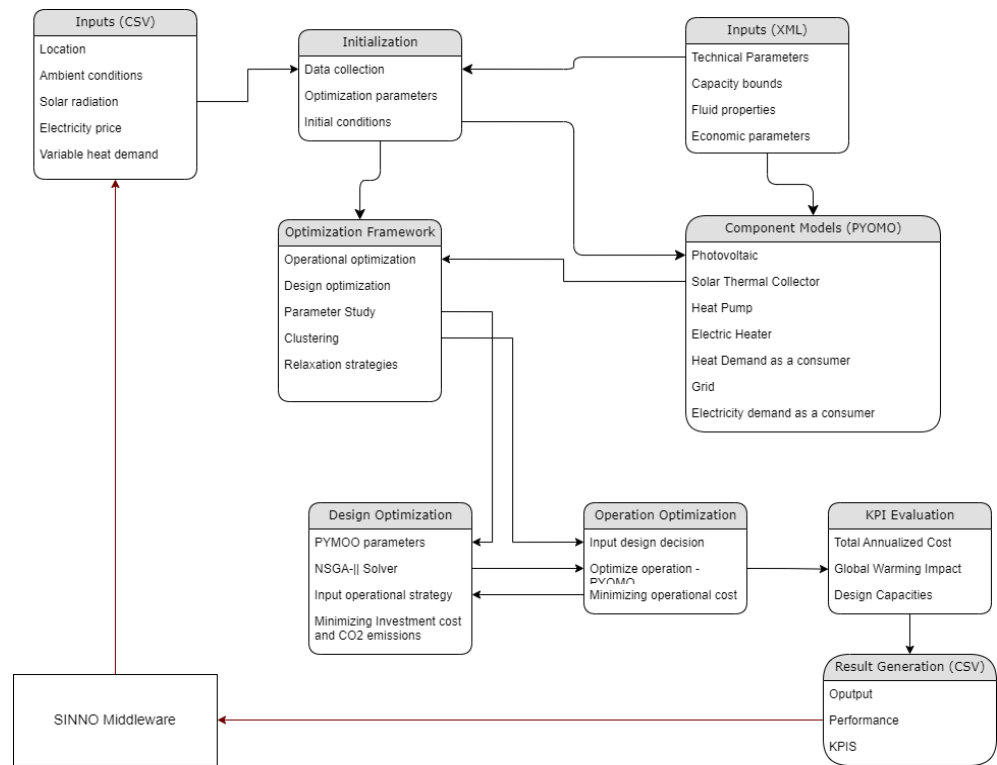 Inputs (CSV)
Location
Ambient conditions
Solar radiation
Electricity price
Variable heat demand
Initialization
Data collection
Optimization parameters
Initial conditions
Inputs (XML)
Technical Parameters
Capacity bounds
Fluid properties
Economic parameters
Optimization Framework
Operational optimization
Design optimization
Parameter Study
Clustering
Relaxation strategies
Component Models (PYOMO)
Photovoltaic
Solar Thermal Collector
Heat Pump
Electric Heater
Heat Demand as a consumer
Grid
Electricity demand as a consumer
Design Optimization
PYMOO parameters
NSGA-|| Solver
Input operational strategy
Minimizing Investment cost
and CO2 emissions
Operation Optimization
Input design decision
Optimize operation -
PYOMO
Minimizing operational cost
KPI Evaluation
Total Annualized Cost
Global Warming Impact
Design Capacities
Result Generation (CSV)
Oputput
Performance
KPIS
SINNO Middleware